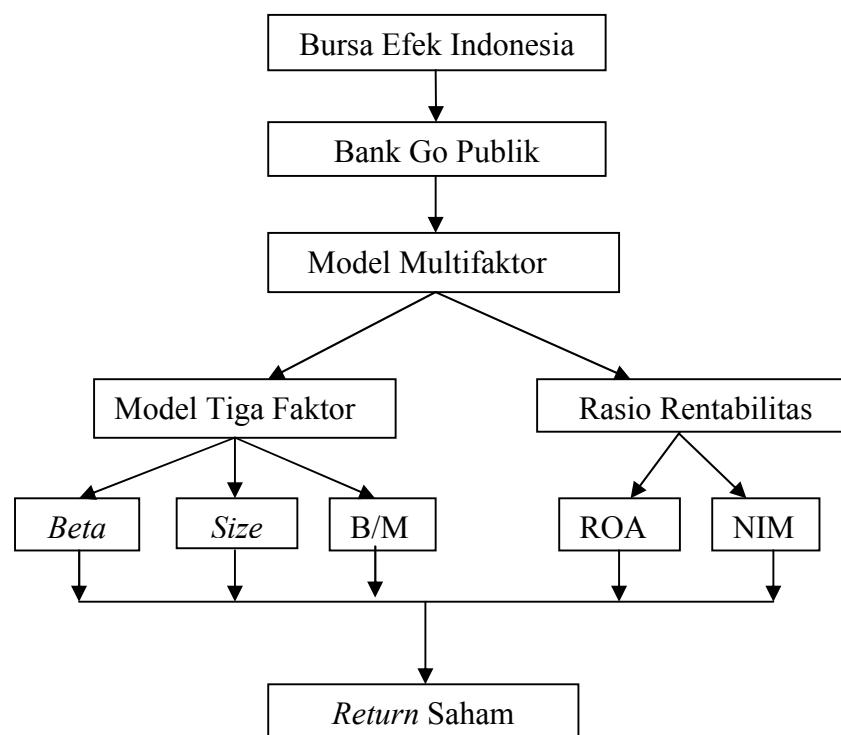 Bursa Efek Indonesia
Bank Go Publik
Model Multifaktor
Model Tiga Faktor
Rasio Rentabilitas
Beta
Size
B/M
ROA
NIM
Return Saham